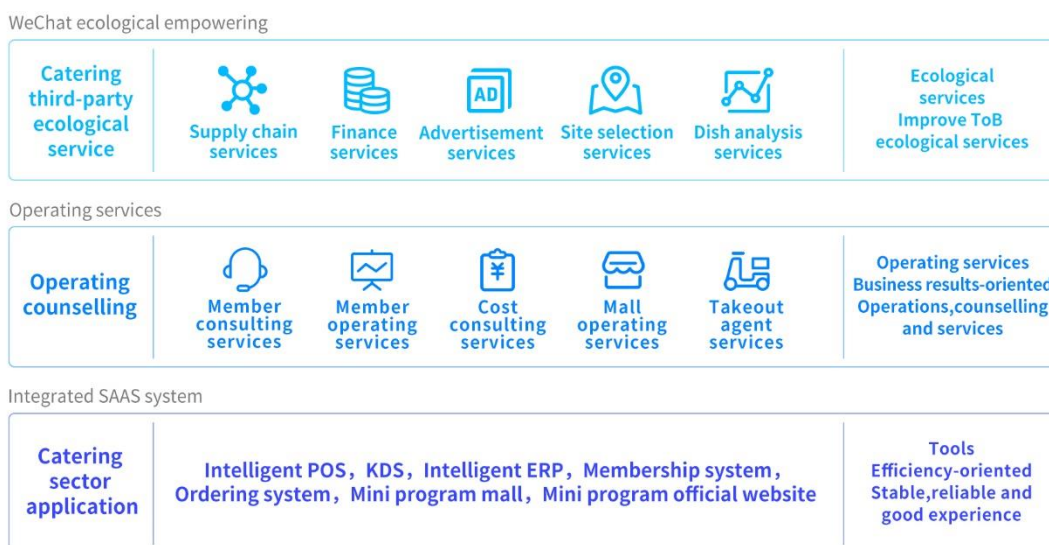 WeChat ecological empowering
Catering
third-party
ecological
service
Supply chain
services
Finance
services
AD
Advertisement
services
Site selection
services
Dish analysis
services
Ecological
services
Improve ToB
ecological services
Operating services
Operating
counselling
Member
consulting
services
Member
operating
services
¥
Cost
consulting
services
Mall
operating
services
Takeout
agent
services
Operating services
Business results-oriented
Operations,counselling
and services
Integrated SAAS system
Catering
sector
application
Intelligent POS，KDS，Intelligent ERP，Membership system，
Ordering system，Mini program mall，Mini program official website
Tools
Efficiency-oriented
Stable,reliable and
good experience